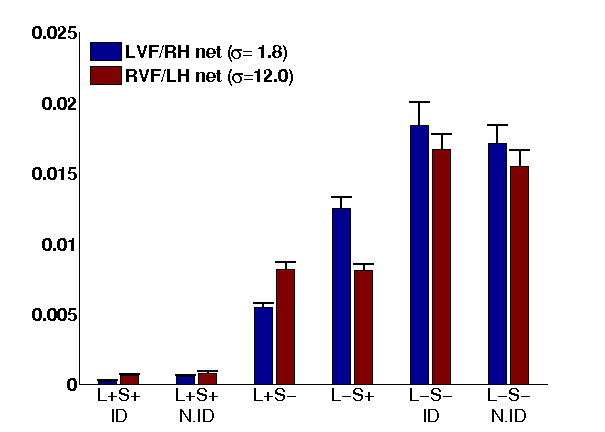 0.025
LVF/RH net (σ= 1.8)
RVF/LH net (σ=12.0)
0.02
0.015
0.01
0.005
0
L+S+ L+S+ L+S− L−S+ L−S− L−S−
ID N.ID ID N.ID